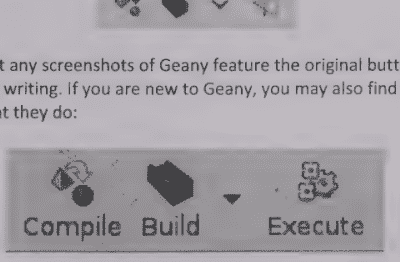 t any screenshots of Geany feature the original butt
writing. If you are new to Geany, you may also find
at they do:
Compile Build Execute